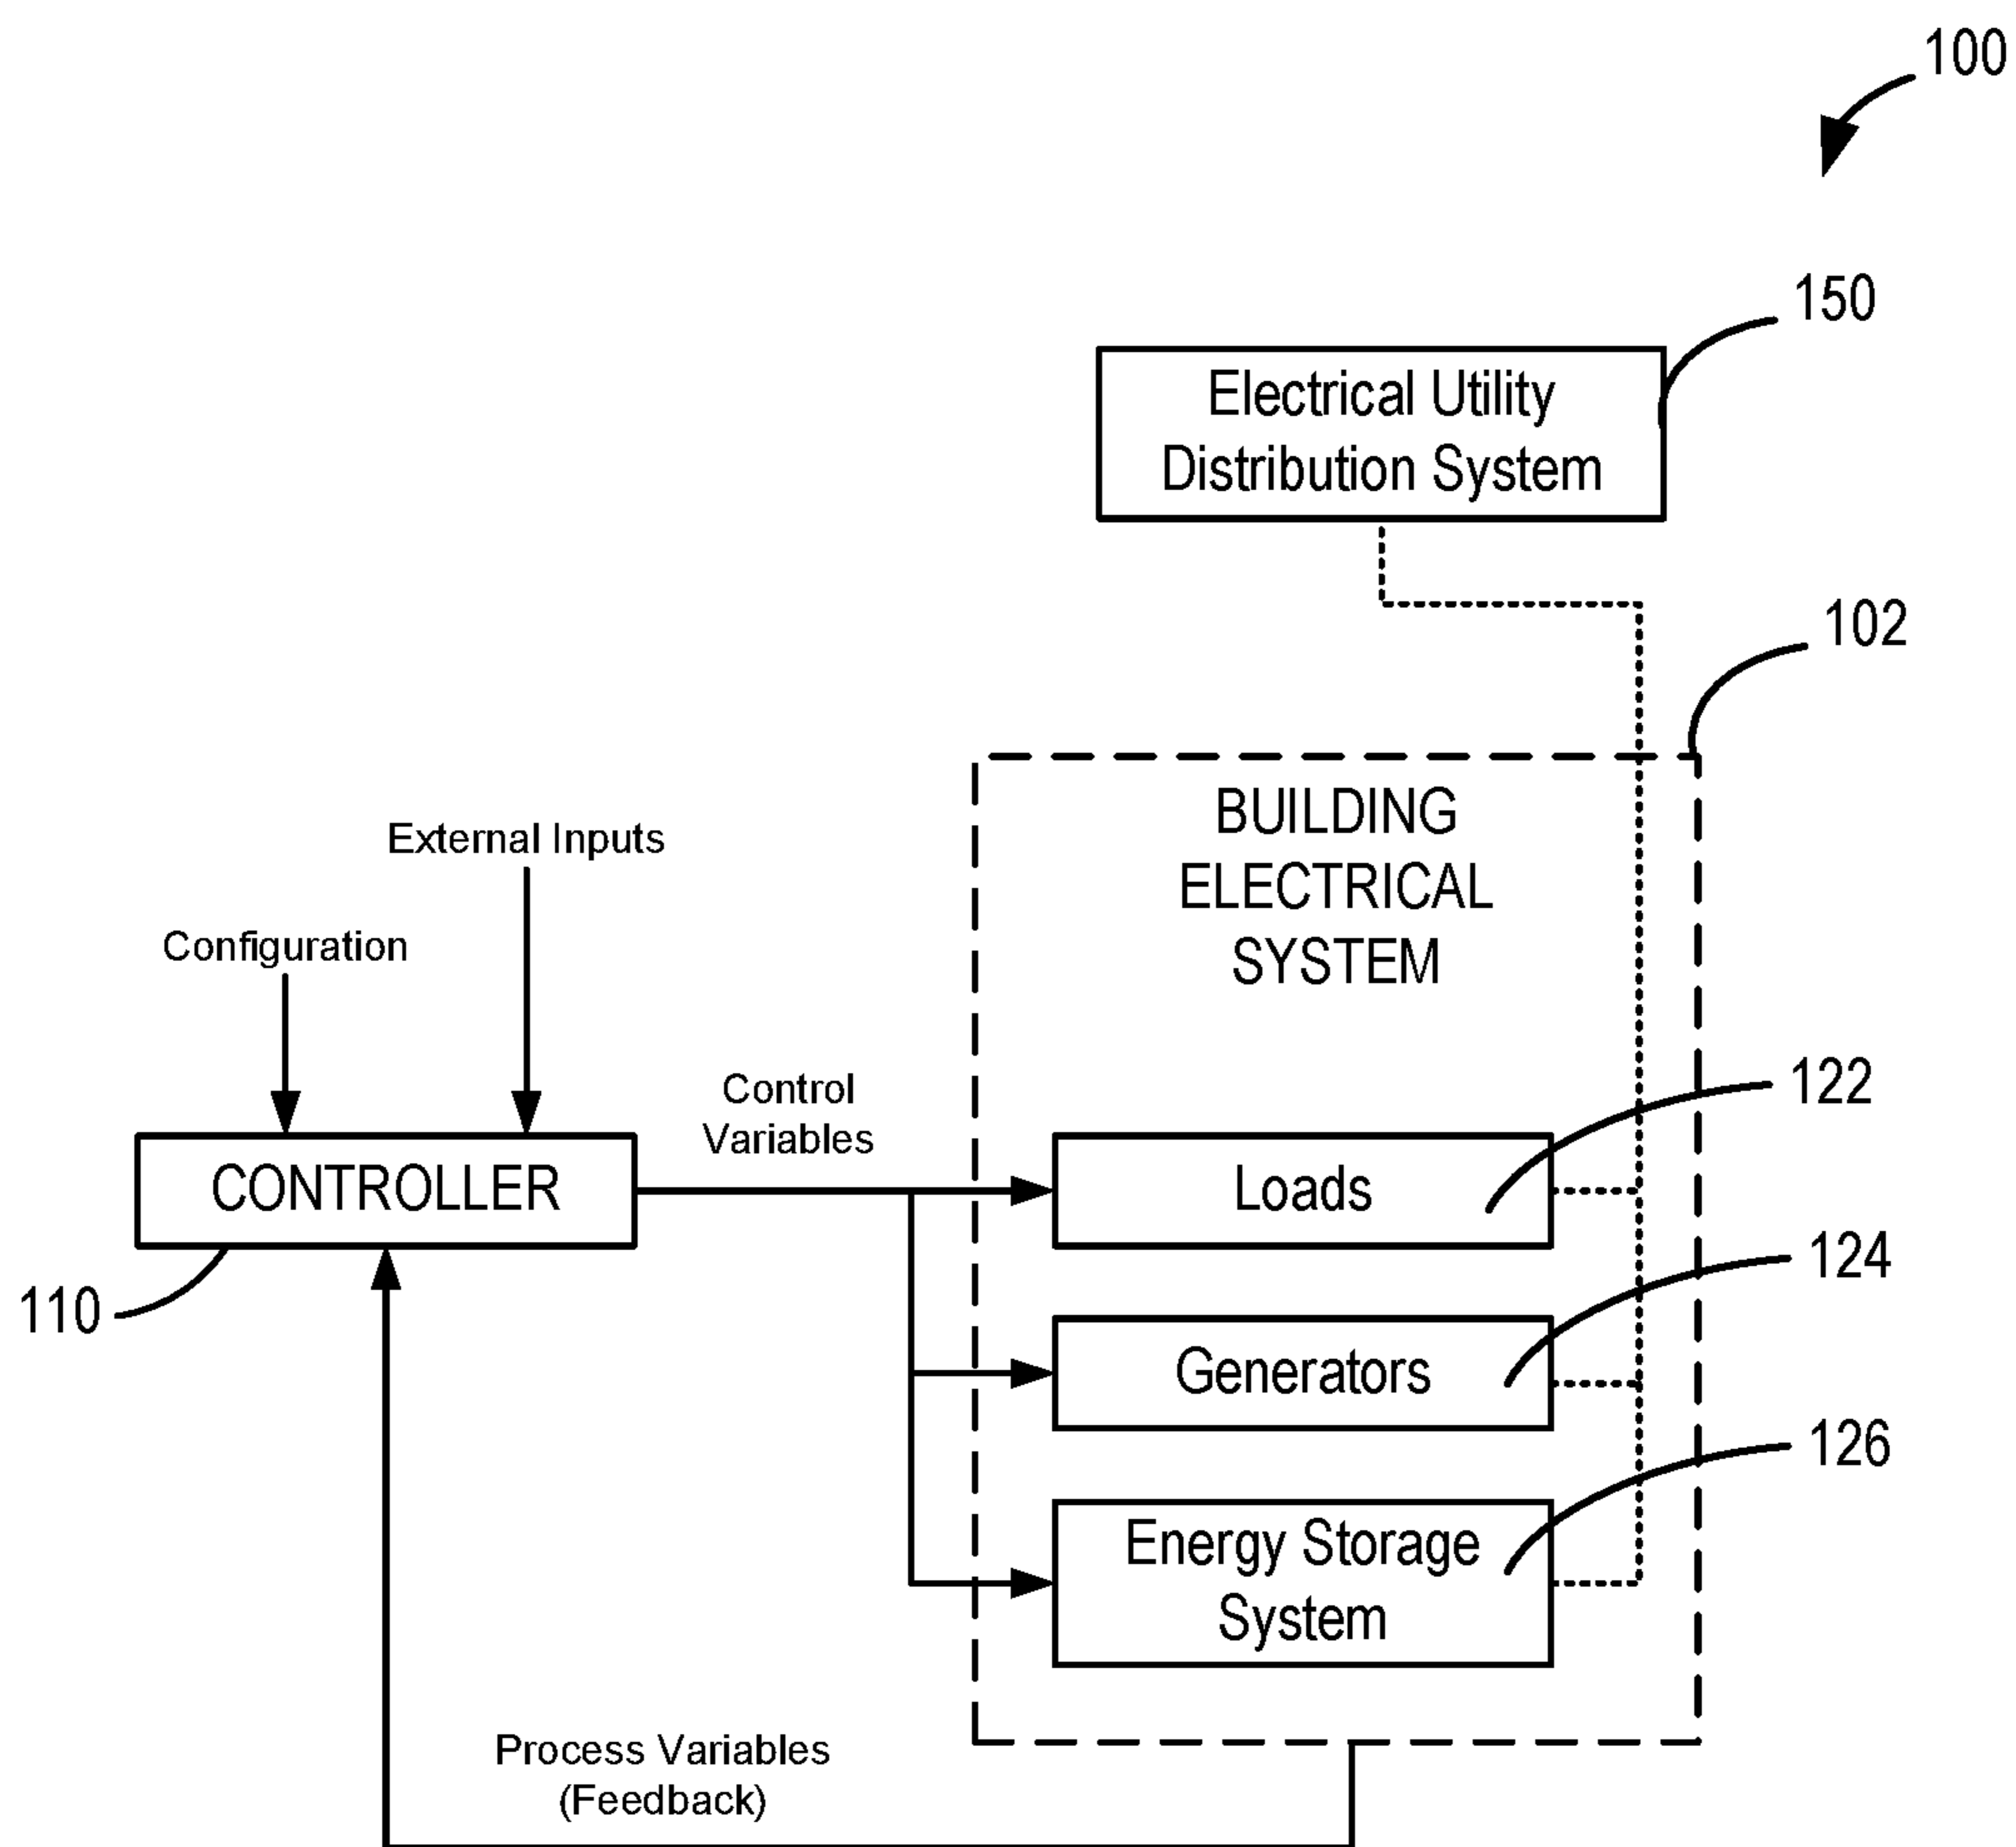 100
150
Electrical Utility
Distribution System
102
BUILDING
ELECTRICAL
SYSTEM
External Inputs
Configuration
Control
Variables
122
CONTROLLER
Loads
110
124
Generators
126
Energy Storage
System
Process Variables
(Feedback)